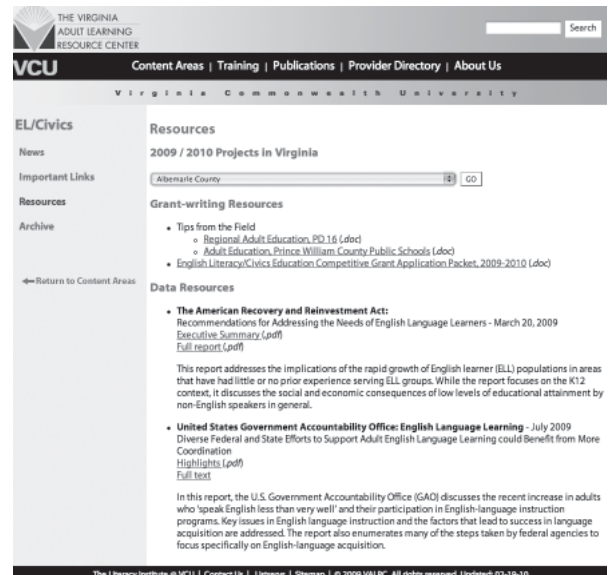 THE VIRGINIA
ADULT LEARNING
RESOURCE CENTER
Search
VCU
Content Areas | Training | Publications | Provider Directory | About Us
Virginia Commonwealth University
EL/Civics
News
Important Links
Resources
Archive
Return to Content Areas
Resources
2009 / 2010 Projects in Virginia
Albemarle County
GO
Grant-writing Resources
• Tips from the Field
o Regional Adult Education, PD 16 (.doc)
o Adult Education, Prince William County Public Schools (.doc)
• English Literacy/Civics Education Competitive Grant Application Packet, 2009-2010 (.doc)
Data Resources
• The American Recovery and Reinvestment Act:
Recommendations for Addressing the Needs of English Language Learners - March 20, 2009
Executive Summary (.pdf)
Full report (.pdf)
This report addresses the implications of the rapid growth of English learner (ELL) populations in areas
that have had little or no prior experience serving ELL groups. While the report focuses on the K12
context, it discusses the social and economic consequences of low levels of educational attainment by
non-English speakers in general.
• United States Government Accountability Office: English Language Learning - July 2009
Diverse Federal and State Efforts to Support Adult English Language Learning could Benefit from More
Coordination
Highlights (.pdf)
Full text
In this report, the U.S. Government Accountability Office (GAO) discusses the recent increase in adults
who 'speak English less than very well' and their participation in English-language instruction
programs. Key issues in English language instruction and the factors that lead to success in language
acquisition are addressed. The report also enumerates many of the steps taken by federal agencies to
focus specifically on English-language acquisition.
The Literacy Institute @ VCU | Contact Us | Listservs | Sitemap | © 2009 VALRC. All rights reserved. Updated: 02-19-10